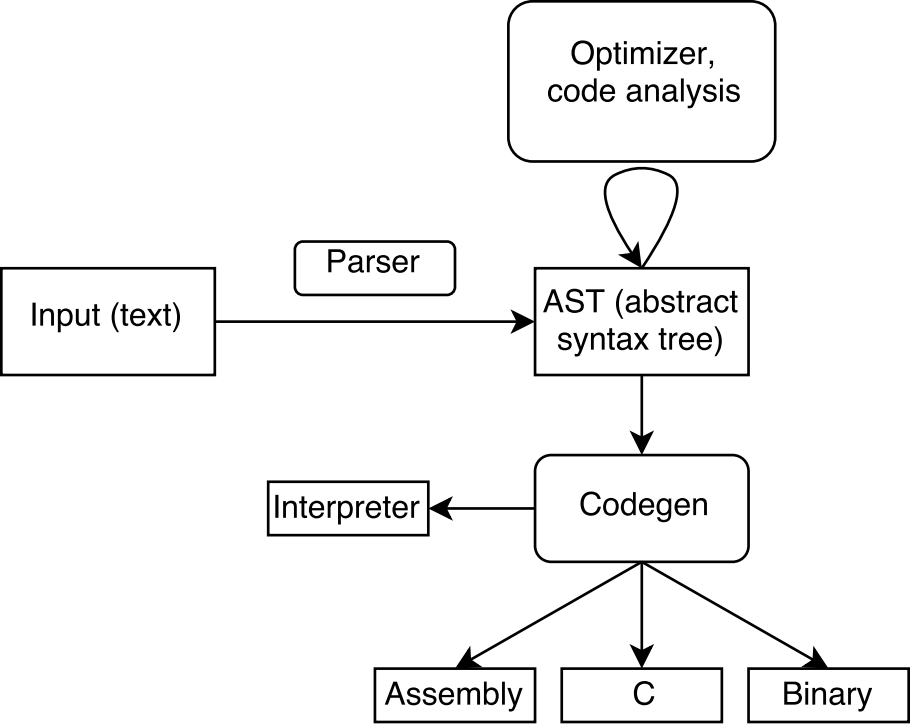 Optimizer,
code analysis
Parser
Input (text)
AST (abstract
syntax tree)
Interpreter
Codegen
Assembly
C
Binary